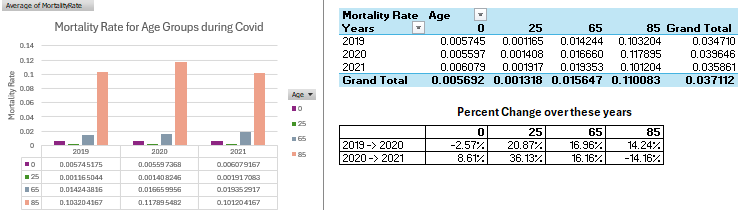 Average of MortalityRate
Mortality Rate for Age Groups during Covid
Mortality Rate
0.14
0.12
0.1
0.08
0.06
0.04
0.02
0
2019 2020 2021
0 0.005745175 0.005597368 0.006079167
25 0.001165044 0.001408246 0.001917083
65 0.014243816 0.016659956 0.019352917
85 0.103204167 0.117895482 0.101204167
Age
0
25
65
85
Mortality Rate Age
Years 0 25 65 85 Grand Total
2019 0.005745 0.001165 0.014244 0.103204 0.034710
2020 0.005597 0.001408 0.016660 0.117895 0.039646
2021 0.006079 0.001917 0.019353 0.101204 0.035861
Grand Total 0.005692 0.001318 0.015647 0.110083 0.037112
Percent Change over these years
0 25 65 85
2019 -> 2020 -2.57% 20.87% 16.96% 14.24%
2020 -> 2021 8.61% 36.13% 16.16% -14.16%